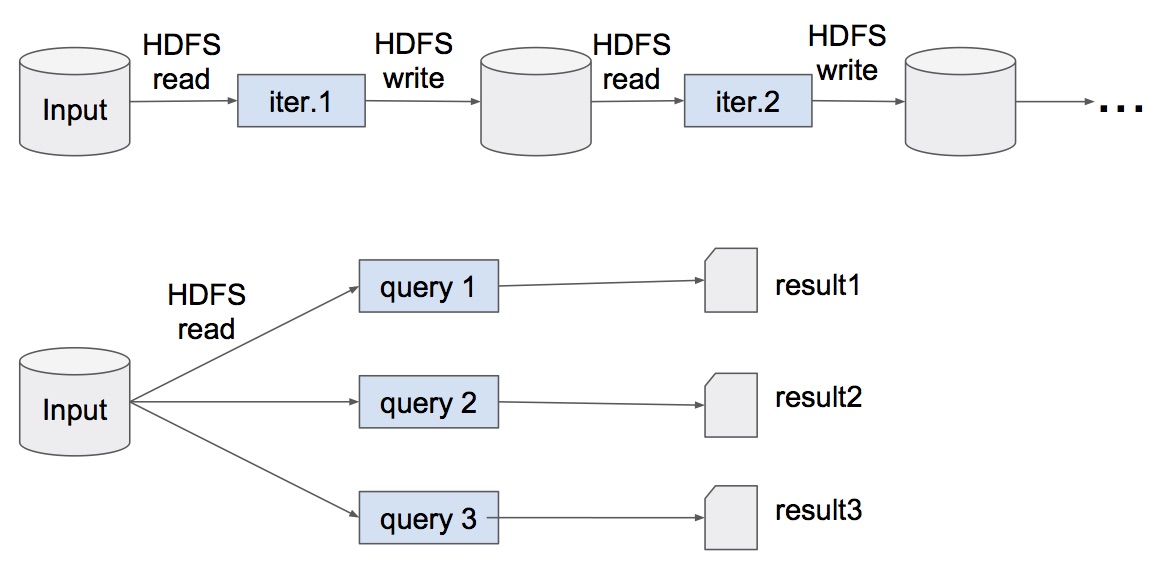 HDFS
read
HDFS
write
HDFS
read
HDFS
write
Input
iter.1
iter.2
...
HDFS
read
query 1
result1
Input
query 2
result2
query 3
result3